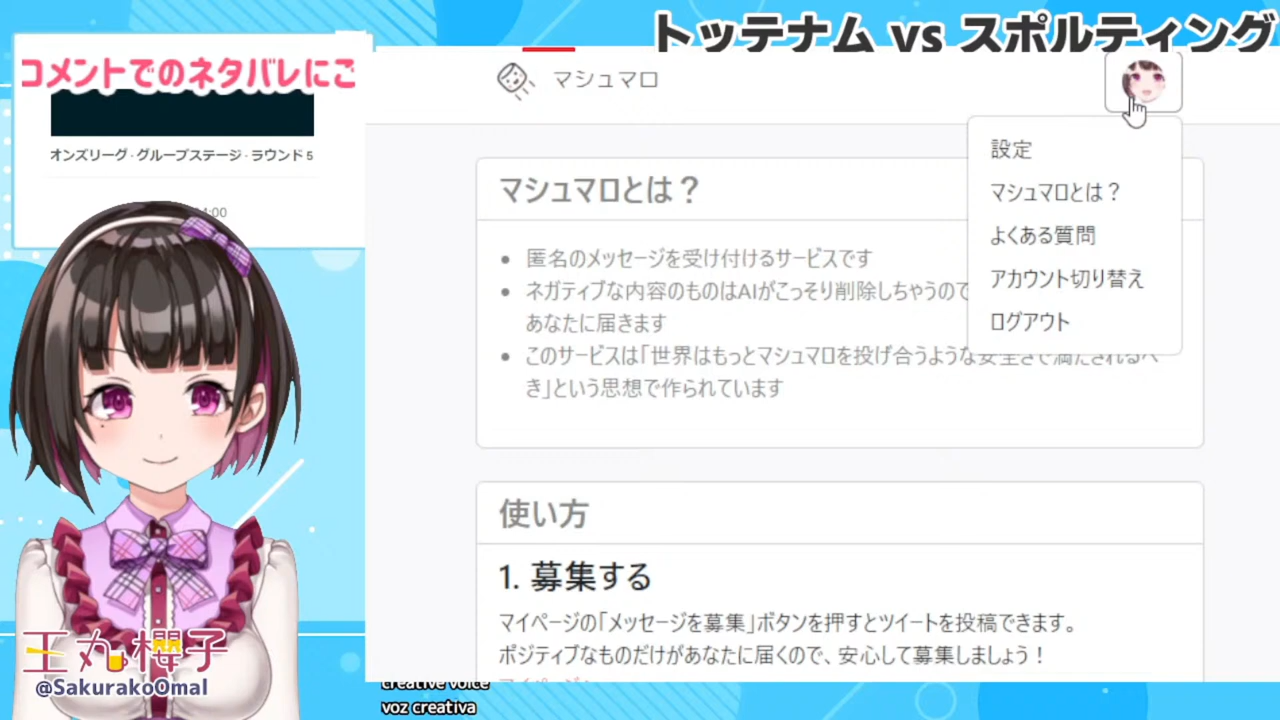 トッテナム vs スポルティング
コメントでのネタバレにご
オンズリーグ · グループステージ · ラウンド 5
マシュマロ
設定
マシュマロとは？
よくある質問
アカウント切り替え
ログアウト
マシュマロとは？
匿名のメッセージを受け付けるサービスです
ネガティブな内容のものはAIがこっそり削除しちゃうので
あなたに届きます
このサービスは「世界はもっとマシュマロを投げ合うような安全さで満たされるべ
き」という思想で作られています
使い方
1. 募集する
マイページの「メッセージを募集」ボタンを押すとツイートを投稿できます。
ポジティブなものだけがあなたに届くので、安心して募集しましょう！
王丸櫻子
@SakurakoOmaI
creative voice
voz creativa